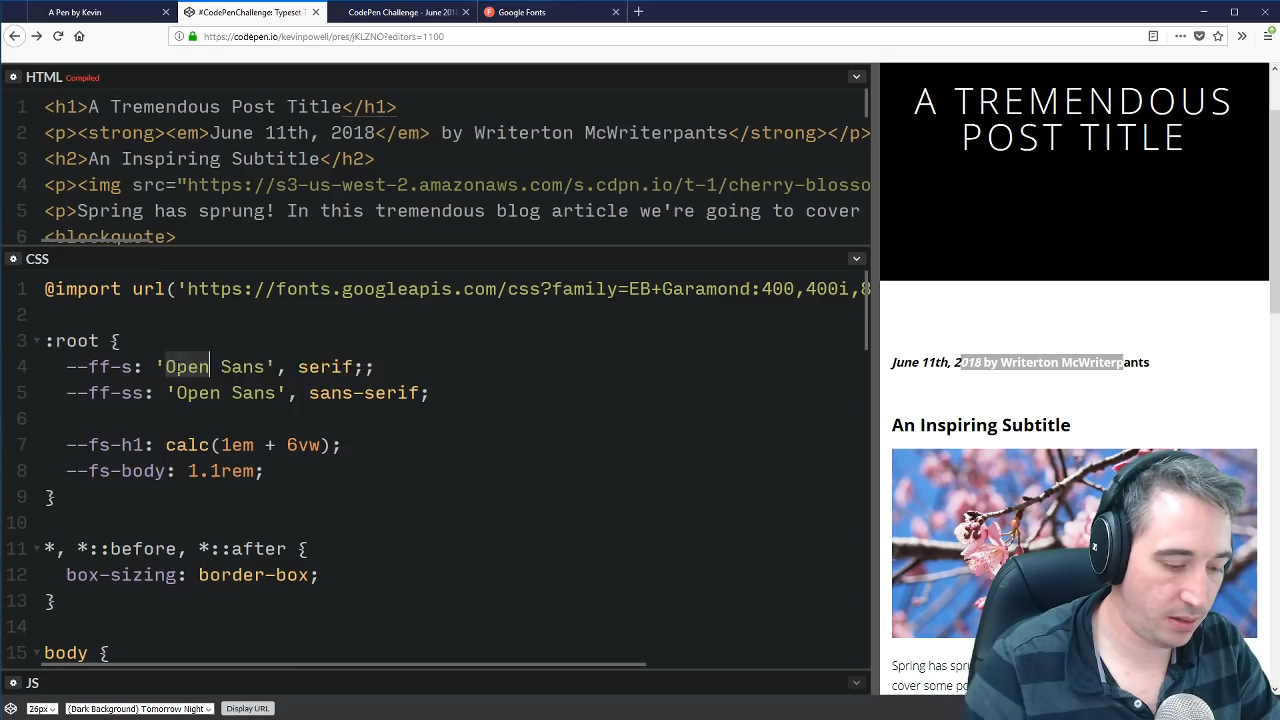 A Pen by Kevin
#CodePenChallenge: Typeset T
CodePen Challenge - June 201
Google Fonts
https://codepen.io/kevinpowell/pres/jKLZNO?editors=1100
HTML Compiled
1 <h1>A Tremendous Post Title</h1>
2 <p><strong><em>June 11th, 2018</em> by Writerton McWriterpants</strong></p>
3 <h2>An Inspiring Subtitle</h2>
4 <p><img src="https://s3-us-west-2.amazonaws.com/s.cdpn.io/t-1/cherry-blosso
5 <p>Spring has sprung! In this tremendous blog article we're going to cover
6 <blockquote>
CSS
1 @import url('https://fonts.googleapis.com/css?family=EB+Garamond:400,400i,8
2
3 :root {
4 --ff-s: 'Open Sans', serif;;
5 --ff-ss: 'Open Sans', sans-serif;
6
7 --fs-h1: calc(1em + 6vw);
8 --fs-body: 1.1rem;
9 }
10
11 *, *::before, *::after {
12 box-sizing: border-box;
13 }
14
15 body {
JS
26px (Dark Background) Tomorrow Night Display URL
A TREMENDOUS
POST TITLE
June 11th, 2018 by Writerton McWriterpants
An Inspiring Subtitle
Spring has spru
cover some po